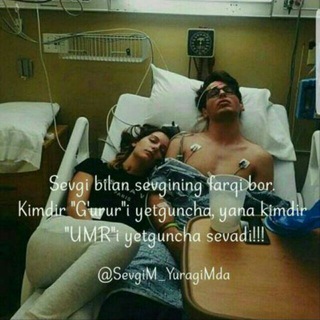 Sevgi bilan sevgining farqi bor.
Kimdir "G'urur"i yetguncha, yana kimdir
"UMR"i yetguncha sevadi!!!
@SevgiM_YuragiMda